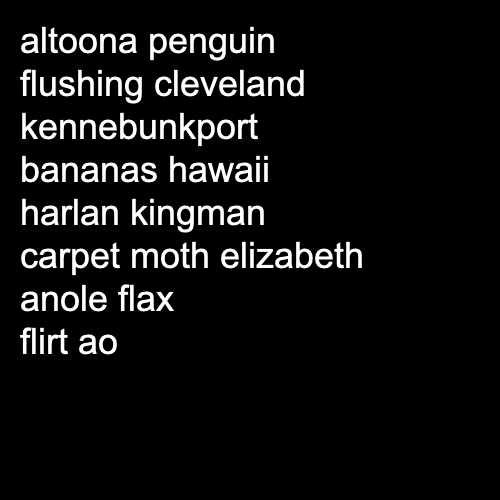 altoona penguin
flushing cleveland
kennebunkport
bananas hawaii
harlan kingman
carpet moth elizabeth
anole flax
flirt ao